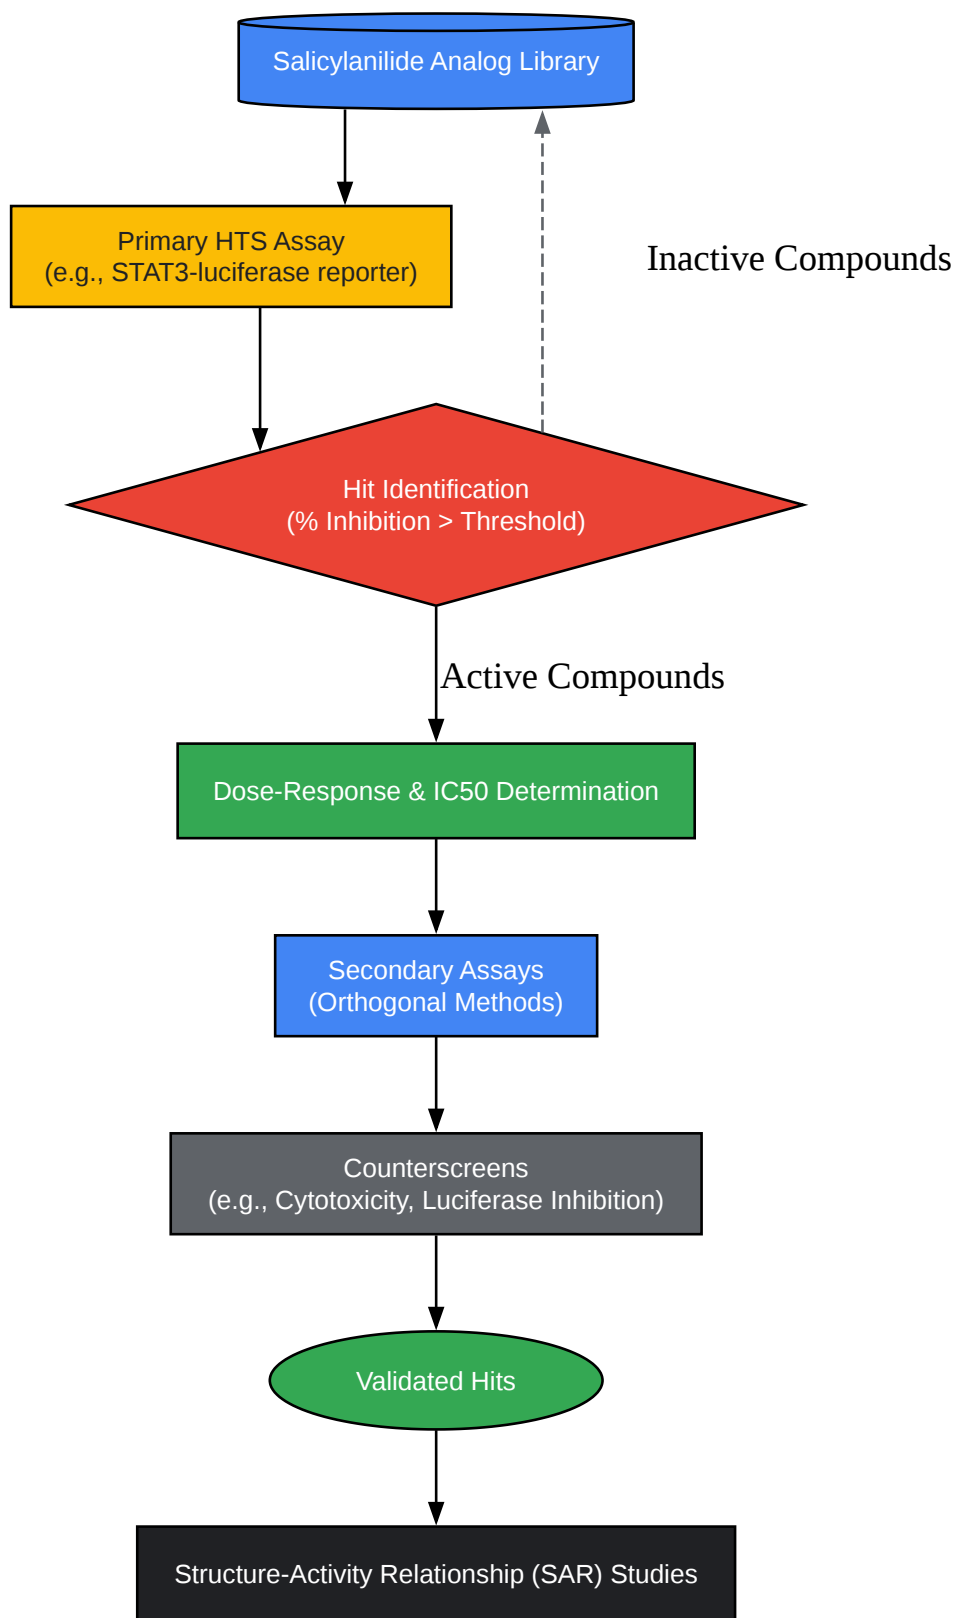 Salicylanilide Analog Library
Primary HTS Assay
(e.g., STAT3-luciferase reporter)
Inactive Compounds
Hit Identification
(% Inhibition > Threshold)
Active Compounds
Dose-Response & IC50 Determination
Secondary Assays
(Orthogonal Methods)
Counterscreens
(e.g., Cytotoxicity, Luciferase Inhibition)
Validated Hits
Structure-Activity Relationship (SAR) Studies